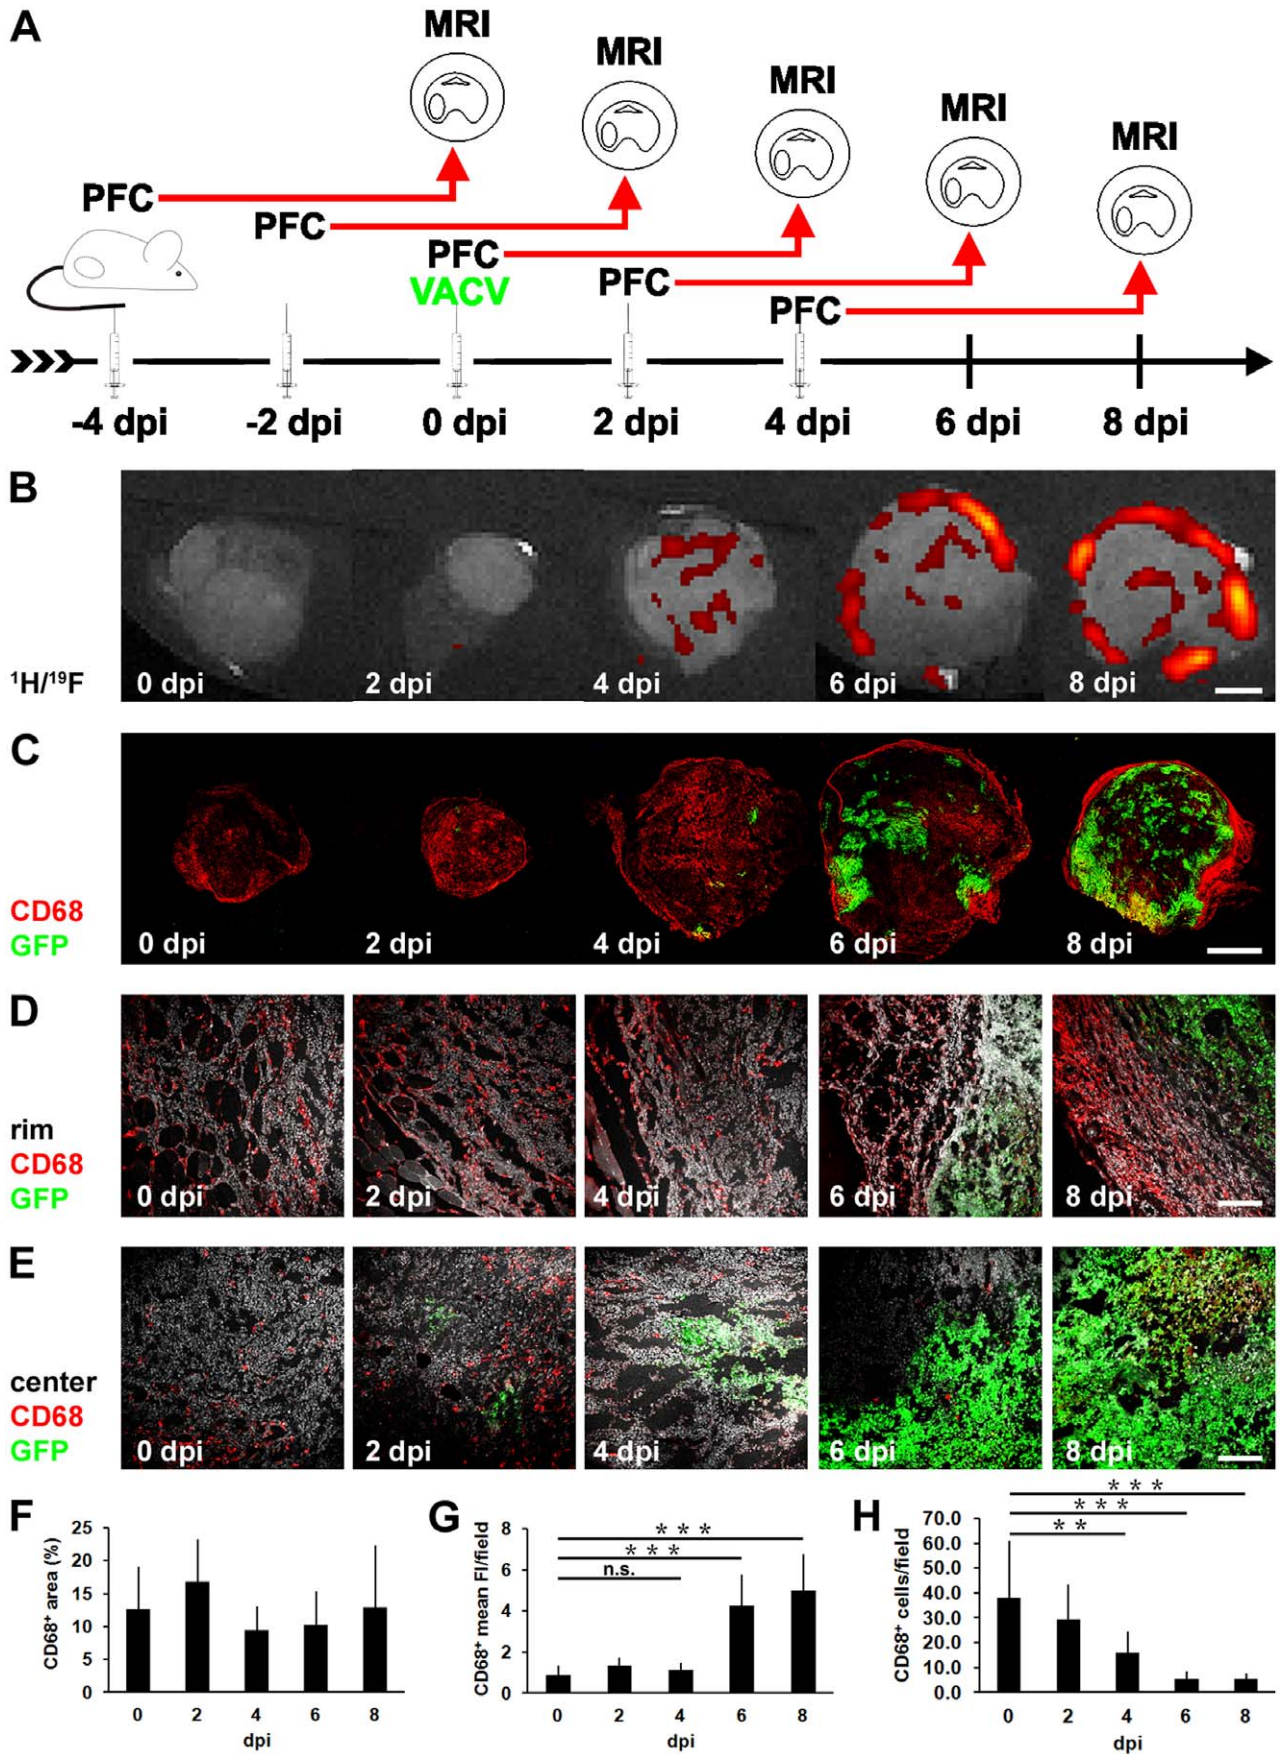 A
MRI
MRI
MRI
MRI
MRI
PFC
PFC
PFC
VACV
PFC
PFC
-4 dpi
-2 dpi
0 dpi
2 dpi
4 dpi
6 dpi
8 dpi
B
¹H/¹⁹F
0 dpi
2 dpi
4 dpi
6 dpi
8 dpi
C
CD68
GFP
0 dpi
2 dpi
4 dpi
6 dpi
8 dpi
D
rim
CD68
GFP
0 dpi
2 dpi
4 dpi
6 dpi
8 dpi
E
center
CD68
GFP
0 dpi
2 dpi
4 dpi
6 dpi
8 dpi
F
CD68⁺ area (%)
25
20
15
10
5
0
0 2 4 6 8
dpi
G
CD68⁺ mean FI/field
8
6
4
2
0
* * *
* * *
n.s.
0 2 4 6 8
dpi
H
CD68⁺ cells/field
70.0
60.0
50.0
40.0
30.0
20.0
10.0
0.0
* * *
* * *
* *
0 2 4 6 8
dpi